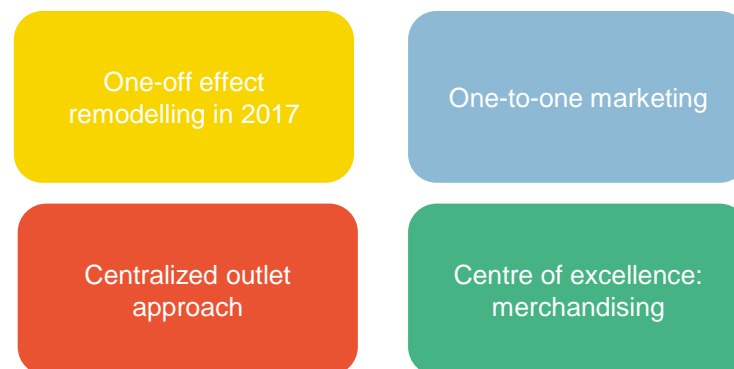 One-off effect
remodelling in 2017
One-to-one marketing
Centralized outlet
approach
Centre of excellence:
merchandising